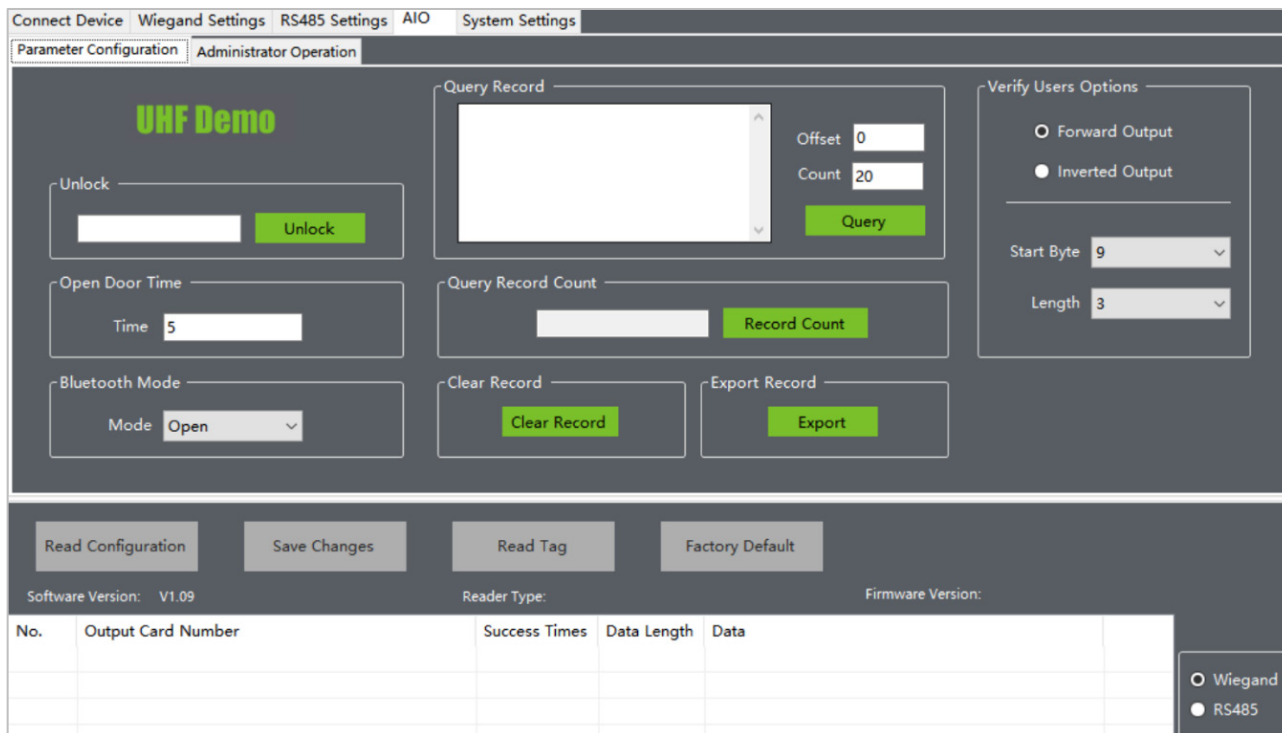 Connect Device Wiegand Settings RS485 Settings AIO System Settings
Parameter Configuration Administrator Operation
UHF Demo
Unlock
Unlock
Open Door Time
Time 5
Bluetooth Mode
Mode Open
Query Record
Offset 0
Count 20
Query
Query Record Count
Record Count
Clear Record
Clear Record
Export Record
Export
Verify Users Options
Forward Output
Inverted Output
Start Byte 9
Length 3
Read Configuration Save Changes Read Tag Factory Default
Software Version: V1.09 Reader Type: Firmware Version:
No. Output Card Number Success Times Data Length Data
Wiegand
RS485